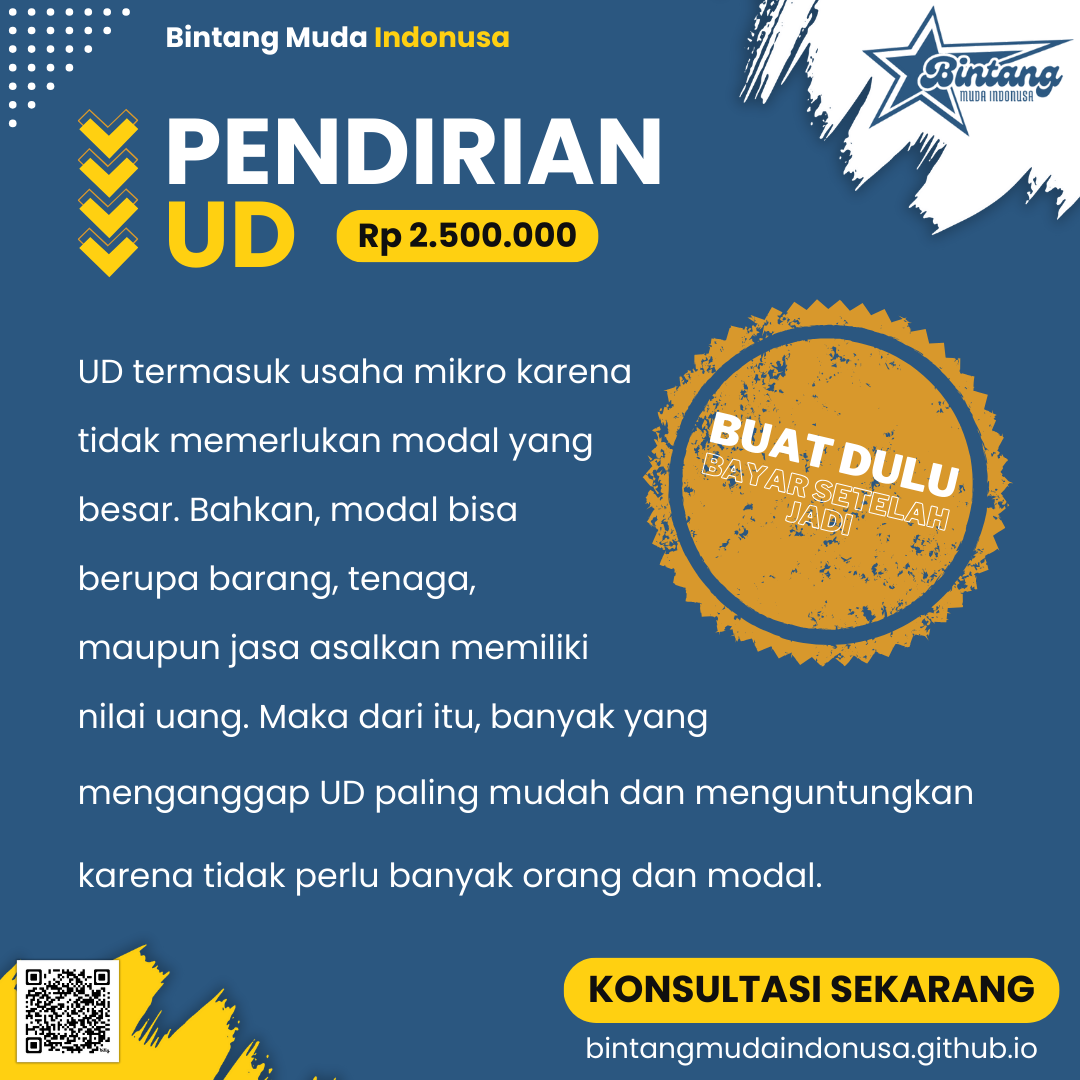 Bintang Muda Indonusa
Bintang
MUDA INDONUSA
PENDIRIAN
UD
Rp 2.500.000
UD termasuk usaha mikro karena
tidak memerlukan modal yang
besar. Bahkan, modal bisa
berupa barang, tenaga,
maupun jasa asalkan memiliki
nilai uang. Maka dari itu, banyak yang
menganggap UD paling mudah dan menguntungkan
karena tidak perlu banyak orang dan modal.
BUAT DULU
BAYAR SETELAH
JADI
KONSULTASI SEKARANG
bintangmudaindonusa.github.io